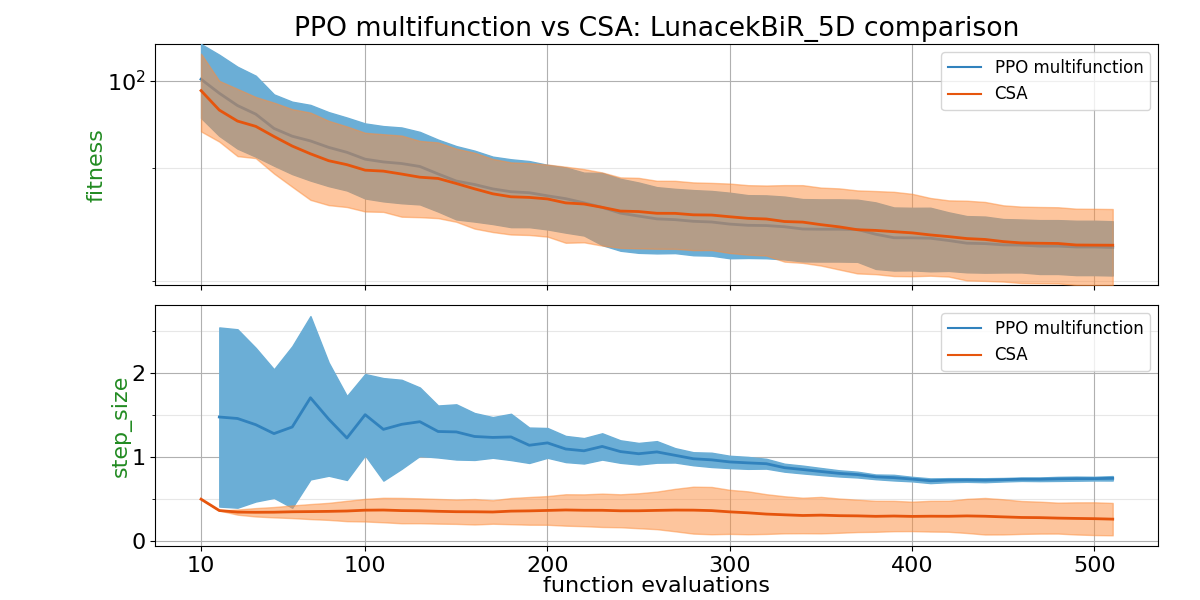 PPO multifunction vs CSA: LunacekBiR_5D comparison
10²
fitness
PPO multifunction
CSA
2
1
0
step_size
PPO multifunction
CSA
10 100 200 300 400 500
function evaluations